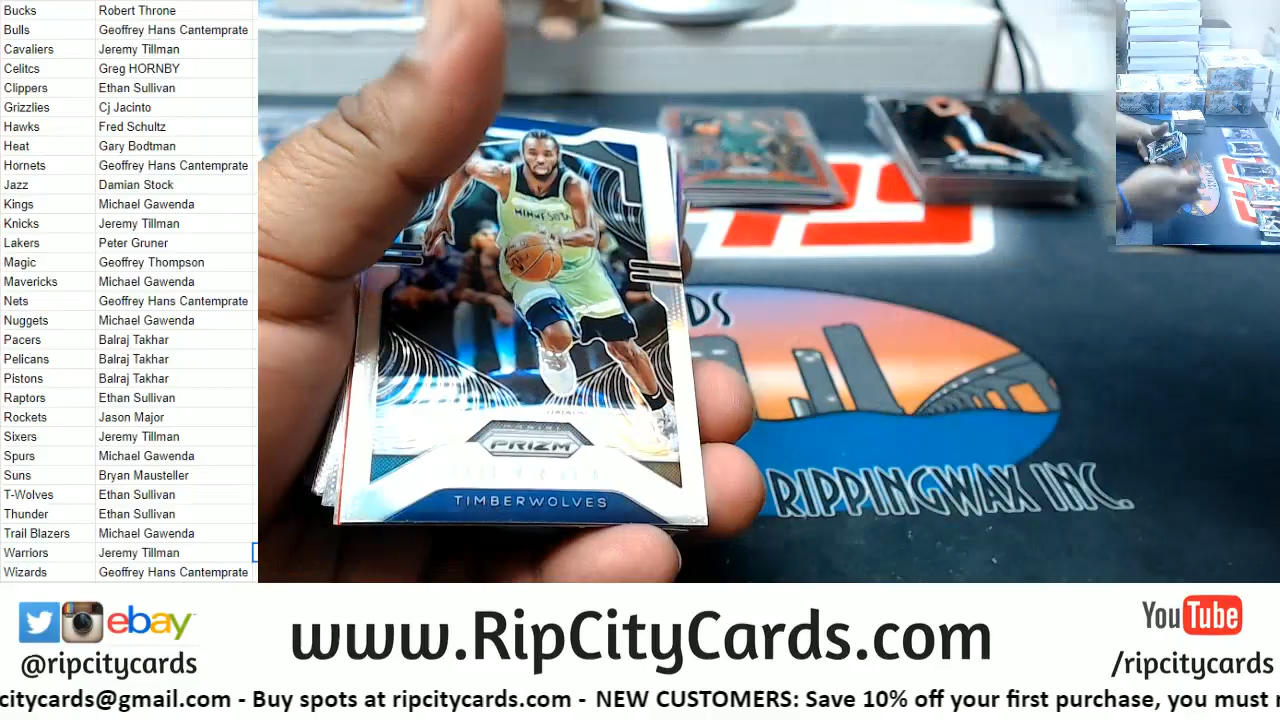 Bucks Robert Throne
Bulls Geoffrey Hans Cantemprate
Cavaliers Jeremy Tillman
Celitcs Greg HORNBY
Clippers Ethan Sullivan
Grizzlies Cj Jacinto
Hawks Fred Schultz
Heat Gary Bodtman
Hornets Geoffrey Hans Cantemprate
Jazz Damian Stock
Kings Michael Gawenda
Knicks Jeremy Tillman
Lakers Peter Gruner
Magic Geoffrey Thompson
Mavericks Michael Gawenda
Nets Geoffrey Hans Cantemprate
Nuggets Michael Gawenda
Pacers Balraj Takhar
Pelicans Balraj Takhar
Pistons Balraj Takhar
Raptors Ethan Sullivan
Rockets Jason Major
Sixers Jeremy Tillman
Spurs Michael Gawenda
Suns Bryan Mausteller
T-Wolves Ethan Sullivan
Thunder Ethan Sullivan
Trail Blazers Michael Gawenda
Warriors Jeremy Tillman
Wizards Geoffrey Hans Cantemprate
MINNESOTA
PANINI
PRIZM
TIMBERWOLVES
DS
RIPPINGWAX INC.
ebay
@ripcitycards
www.RipCityCards.com
YouTube
/ripcitycards
citycards@gmail.com - Buy spots at ripcitycards.com - NEW CUSTOMERS: Save 10% off your first purchase, you must